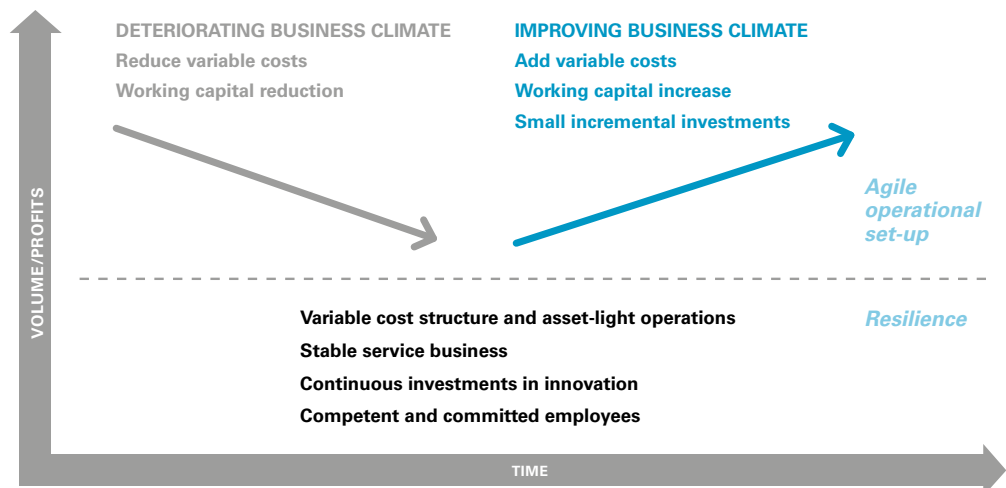 DETERIORATING BUSINESS CLIMATE
Reduce variable costs
Working capital reduction
IMPROVING BUSINESS CLIMATE
Add variable costs
Working capital increase
Small incremental investments
Agile
operational
set-up
VOLUME/PROFITS
Variable cost structure and asset-light operations
Stable service business
Continuous investments in innovation
Competent and committed employees
Resilience
TIME